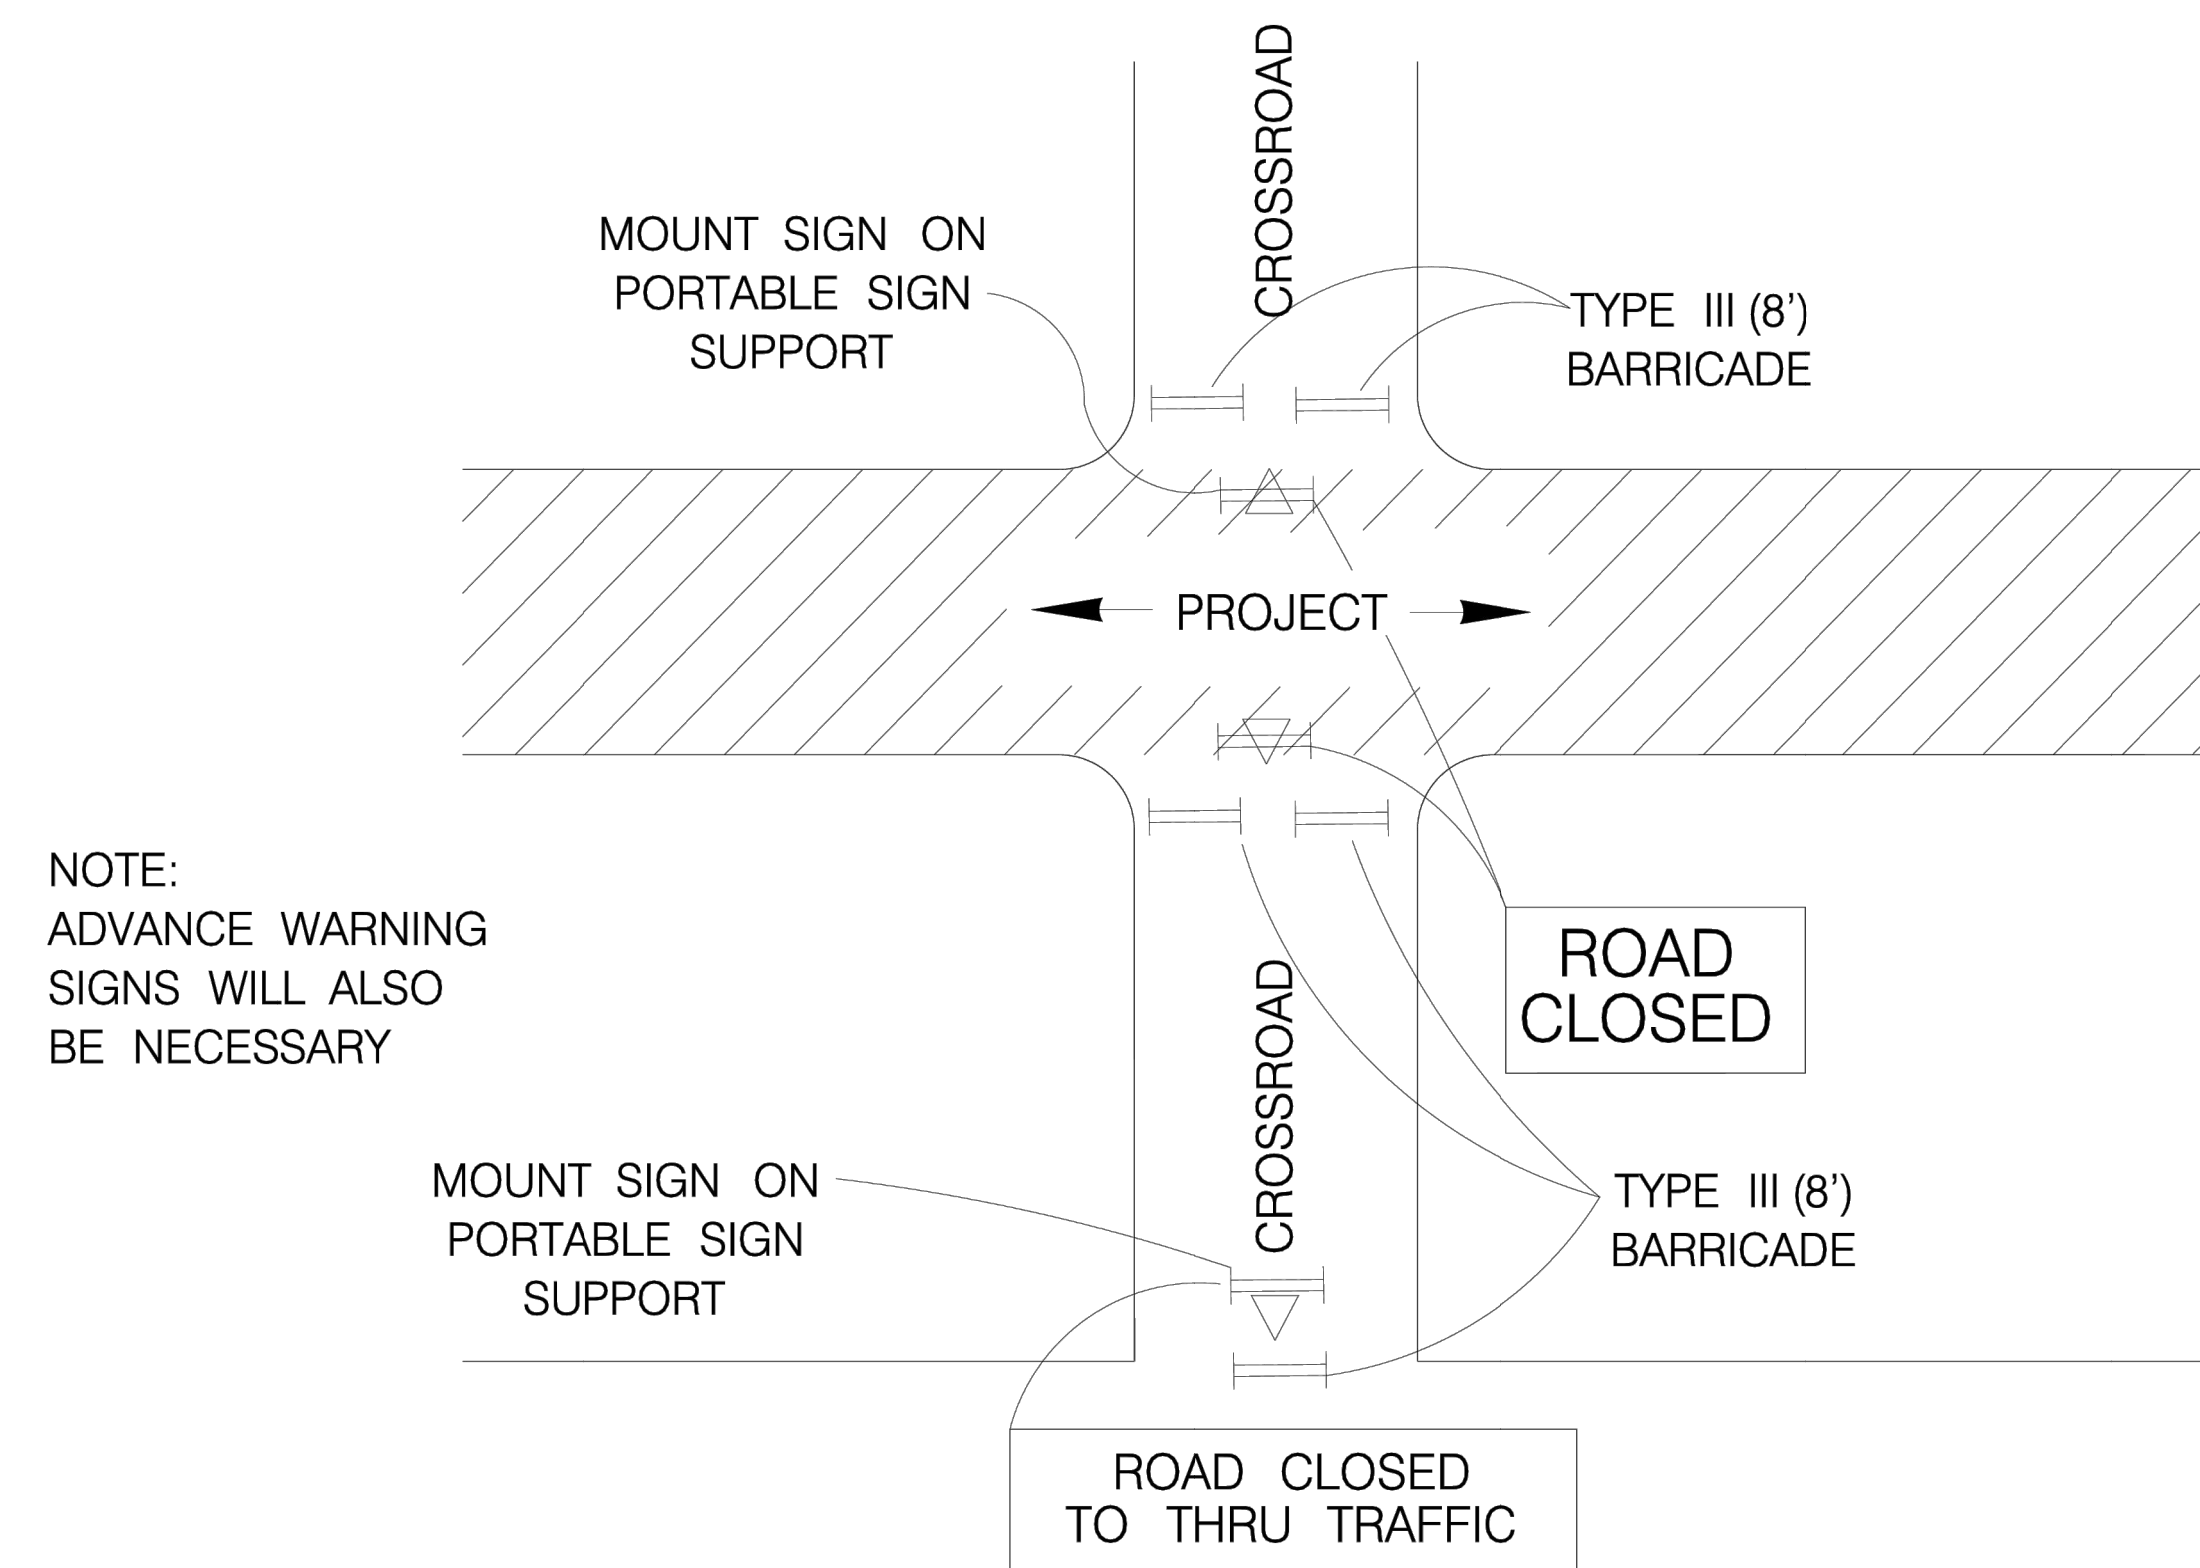 CROSSROAD
MOUNT SIGN ON
PORTABLE SIGN
SUPPORT
TYPE III (8')
BARRICADE
PROJECT
NOTE:
ADVANCE WARNING
SIGNS WILL ALSO
BE NECESSARY
ROAD
CLOSED
CROSSROAD
MOUNT SIGN ON
PORTABLE SIGN
SUPPORT
TYPE III (8')
BARRICADE
ROAD CLOSED
TO THRU TRAFFIC